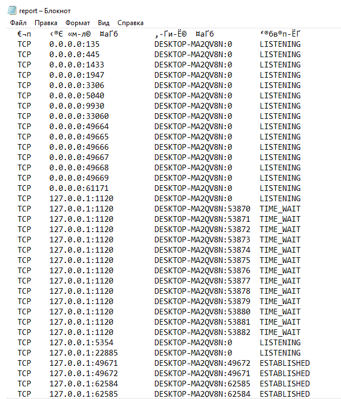 report – Блокнот
Файл Правка Формат Вид Справка
TCP 0.0.0.0:135 DESKTOP-MA2QV8N:0 LISTENING
TCP 0.0.0.0:445 DESKTOP-MA2QV8N:0 LISTENING
TCP 0.0.0.0:1433 DESKTOP-MA2QV8N:0 LISTENING
TCP 0.0.0.0:1947 DESKTOP-MA2QV8N:0 LISTENING
TCP 0.0.0.0:3306 DESKTOP-MA2QV8N:0 LISTENING
TCP 0.0.0.0:5040 DESKTOP-MA2QV8N:0 LISTENING
TCP 0.0.0.0:9930 DESKTOP-MA2QV8N:0 LISTENING
TCP 0.0.0.0:33060 DESKTOP-MA2QV8N:0 LISTENING
TCP 0.0.0.0:49664 DESKTOP-MA2QV8N:0 LISTENING
TCP 0.0.0.0:49665 DESKTOP-MA2QV8N:0 LISTENING
TCP 0.0.0.0:49666 DESKTOP-MA2QV8N:0 LISTENING
TCP 0.0.0.0:49667 DESKTOP-MA2QV8N:0 LISTENING
TCP 0.0.0.0:49668 DESKTOP-MA2QV8N:0 LISTENING
TCP 0.0.0.0:49669 DESKTOP-MA2QV8N:0 LISTENING
TCP 0.0.0.0:61171 DESKTOP-MA2QV8N:0 LISTENING
TCP 127.0.0.1:1120 DESKTOP-MA2QV8N:53870 TIME_WAIT
TCP 127.0.0.1:1120 DESKTOP-MA2QV8N:53871 TIME_WAIT
TCP 127.0.0.1:1120 DESKTOP-MA2QV8N:53872 TIME_WAIT
TCP 127.0.0.1:1120 DESKTOP-MA2QV8N:53873 TIME_WAIT
TCP 127.0.0.1:1120 DESKTOP-MA2QV8N:53874 TIME_WAIT
TCP 127.0.0.1:1120 DESKTOP-MA2QV8N:53875 TIME_WAIT
TCP 127.0.0.1:1120 DESKTOP-MA2QV8N:53876 TIME_WAIT
TCP 127.0.0.1:1120 DESKTOP-MA2QV8N:53877 TIME_WAIT
TCP 127.0.0.1:1120 DESKTOP-MA2QV8N:53878 TIME_WAIT
TCP 127.0.0.1:1120 DESKTOP-MA2QV8N:53879 TIME_WAIT
TCP 127.0.0.1:1120 DESKTOP-MA2QV8N:53880 TIME_WAIT
TCP 127.0.0.1:1120 DESKTOP-MA2QV8N:53881 TIME_WAIT
TCP 127.0.0.1:1120 DESKTOP-MA2QV8N:53882 TIME_WAIT
TCP 127.0.0.1:5354 DESKTOP-MA2QV8N:0 LISTENING
TCP 127.0.0.1:22885 DESKTOP-MA2QV8N:0 LISTENING
TCP 127.0.0.1:49671 DESKTOP-MA2QV8N:49672 ESTABLISHED
TCP 127.0.0.1:49672 DESKTOP-MA2QV8N:49671 ESTABLISHED
TCP 127.0.0.1:62584 DESKTOP-MA2QV8N:62585 ESTABLISHED
TCP 127.0.0.1:62585 DESKTOP-MA2QV8N:62584 ESTABLISHED